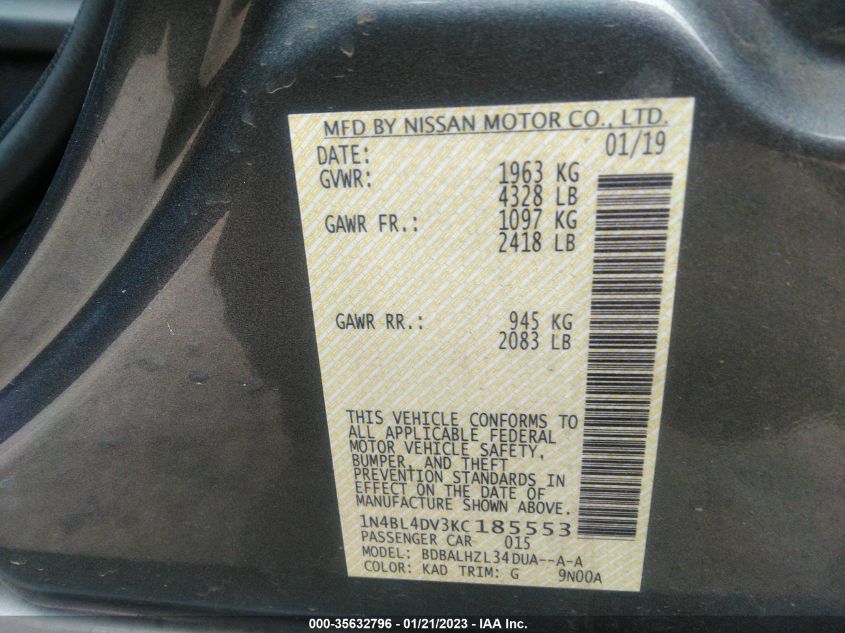 MFD BY NISSAN MOTOR CO., LTD.
DATE: 01/19
GVWR: 1963 KG
4328 LB
GAWR FR.: 1097 KG
2418 LB
GAWR RR.: 945 KG
2083 LB
THIS VEHICLE CONFORMS TO
ALL APPLICABLE FEDERAL
MOTOR VEHICLE SAFETY,
BUMPER, AND THEFT
PREVENTION STANDARDS IN
EFFECT ON THE DATE OF
MANUFACTURE SHOWN ABOVE.
1N4BL4DV3KC185553
PASSENGER CAR 015
MODEL: BDBALHZL34DUA--A-A
COLOR: KAD TRIM: G 9N00A
000-35632796 - 01/21/2023 - IAA Inc.